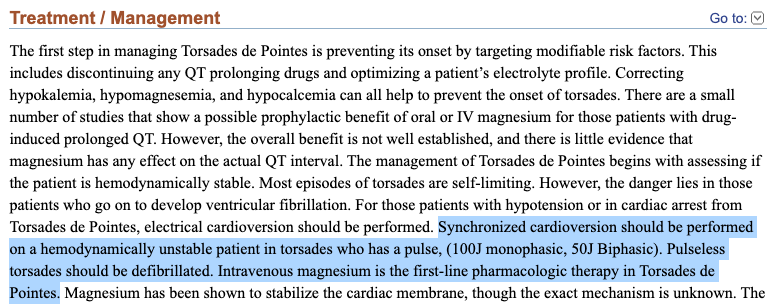 Treatment / Management
Go to:
The first step in managing Torsades de Pointes is preventing its onset by targeting modifiable risk factors. This
includes discontinuing any QT prolonging drugs and optimizing a patient’s electrolyte profile. Correcting
hypokalemia, hypomagnesemia, and hypocalcemia can all help to prevent the onset of torsades. There are a small
number of studies that show a possible prophylactic benefit of oral or IV magnesium for those patients with drug-
induced prolonged QT. However, the overall benefit is not well established, and there is little evidence that
magnesium has any effect on the actual QT interval. The management of Torsades de Pointes begins with assessing if
the patient is hemodynamically stable. Most episodes of torsades are self-limiting. However, the danger lies in those
patients who go on to develop ventricular fibrillation. For those patients with hypotension or in cardiac arrest from
Torsades de Pointes, electrical cardioversion should be performed. Synchronized cardioversion should be performed
on a hemodynamically unstable patient in torsades who has a pulse, (100J monophasic, 50J Biphasic). Pulseless
torsades should be defibrillated. Intravenous magnesium is the first-line pharmacologic therapy in Torsades de
Pointes. Magnesium has been shown to stabilize the cardiac membrane, though the exact mechanism is unknown. The